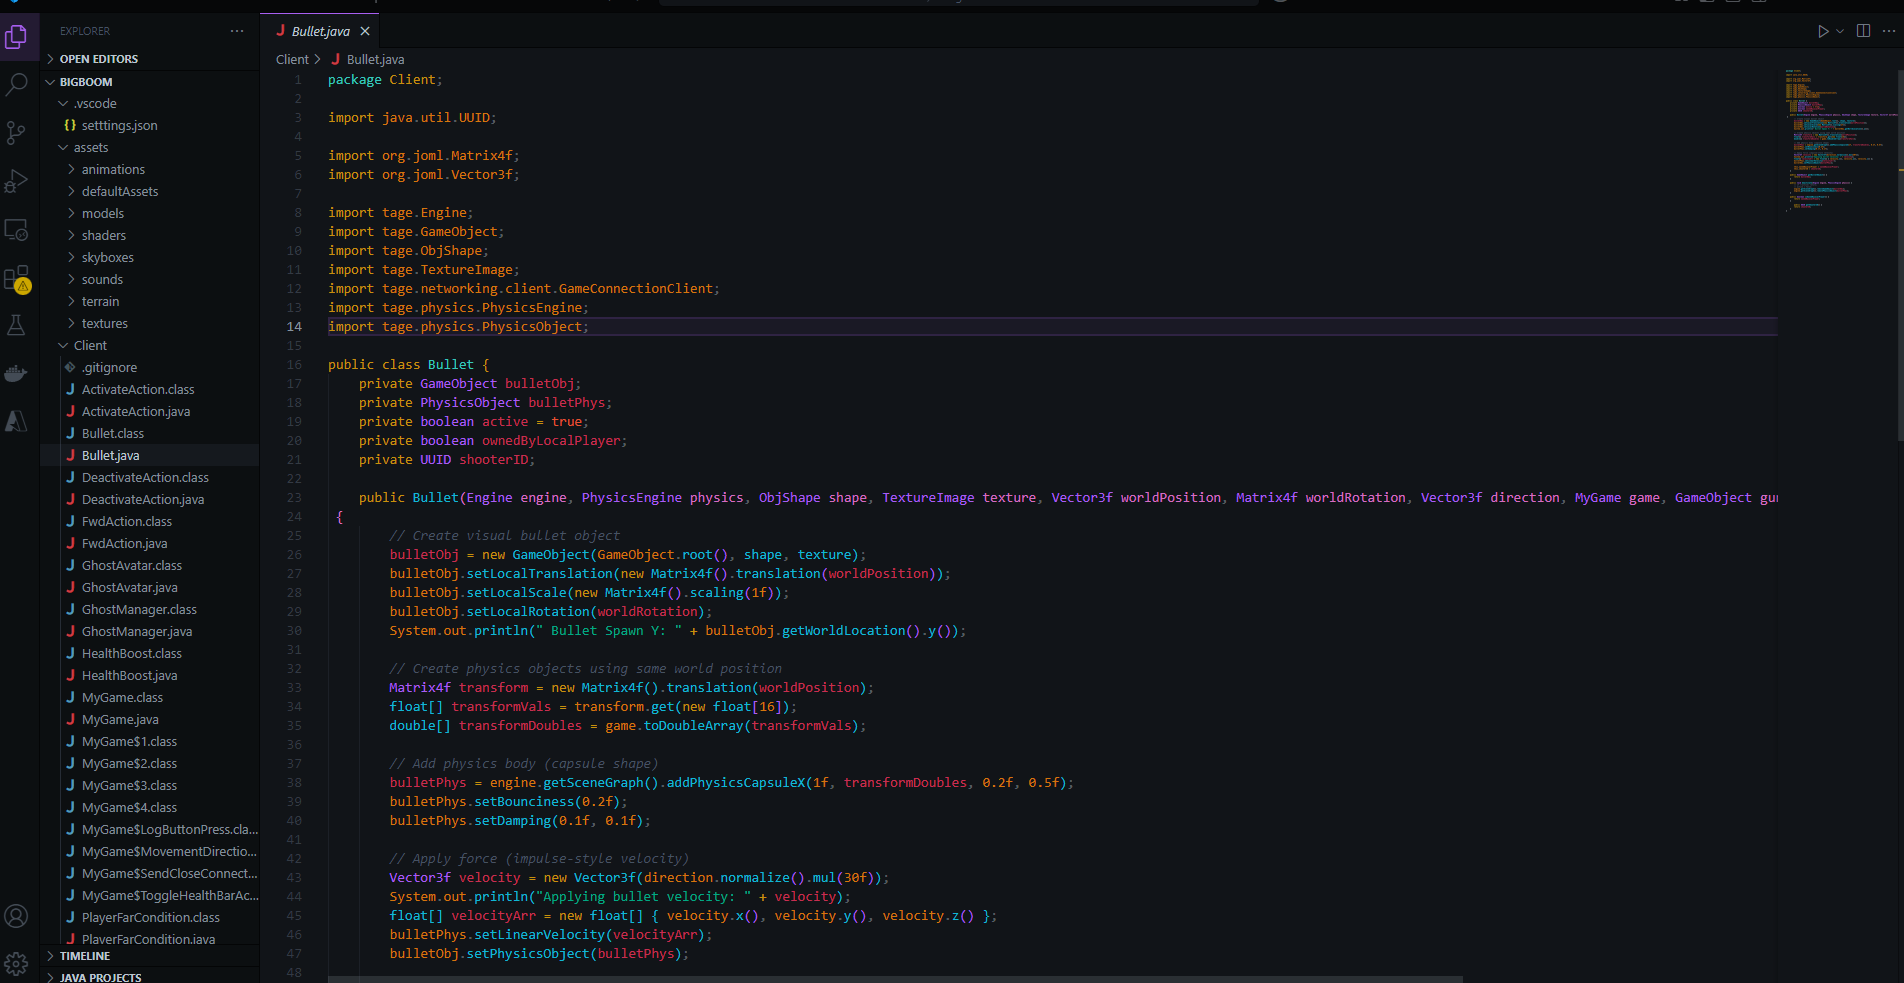 EXPLORER
OPEN EDITORS
BIGBOOM
.vscode
{} setttings.json
assets
animations
defaultAssets
models
shaders
skyboxes
sounds
terrain
textures
Client
.gitignore
J ActivateAction.class
J ActivateAction.java
J Bullet.class
J Bullet.java
J DeactivateAction.class
J DeactivateAction.java
J FwdAction.class
J FwdAction.java
J GhostAvatar.class
J GhostAvatar.java
J GhostManager.class
J GhostManager.java
J HealthBoost.class
J HealthBoost.java
J MyGame.class
J MyGame.java
J MyGame$1.class
J MyGame$2.class
J MyGame$3.class
J MyGame$4.class
J MyGame$LogButtonPress.cla...
J MyGame$MovementDirectio...
J MyGame$SendCloseConnect...
J MyGame$ToggleHealthBarAc...
J PlayerFarCondition.class
J PlayerFarCondition.java
TIMELINE
JAVA PROJECTS
J Bullet.java
Client > J Bullet.java
1 package Client;
2
3 import java.util.UUID;
4
5 import org.joml.Matrix4f;
6 import org.joml.Vector3f;
7
8 import tage.Engine;
9 import tage.GameObject;
10 import tage.ObjShape;
11 import tage.TextureImage;
12 import tage.networking.client.GameConnectionClient;
13 import tage.physics.PhysicsEngine;
14 import tage.physics.PhysicsObject;
15
16 public class Bullet {
17 private GameObject bulletObj;
18 private PhysicsObject bulletPhys;
19 private boolean active = true;
20 private boolean ownedByLocalPlayer;
21 private UUID shooterID;
22
23 public Bullet(Engine engine, PhysicsEngine physics, ObjShape shape, TextureImage texture, Vector3f worldPosition, Matrix4f worldRotation, Vector3f direction, MyGame game, GameObject gu
24 {
25 // Create visual bullet object
26 bulletObj = new GameObject(GameObject.root(), shape, texture);
27 bulletObj.setLocalTranslation(new Matrix4f().translation(worldPosition));
28 bulletObj.setLocalScale(new Matrix4f().scaling(1f));
29 bulletObj.setLocalRotation(worldRotation);
30 System.out.println(" Bullet Spawn Y: " + bulletObj.getWorldLocation().y());
31
32 // Create physics objects using same world position
33 Matrix4f transform = new Matrix4f().translation(worldPosition);
34 float[] transformVals = transform.get(new float[16]);
35 double[] transformDoubles = game.toDoubleArray(transformVals);
36
37 // Add physics body (capsule shape)
38 bulletPhys = engine.getSceneGraph().addPhysicsCapsuleX(1f, transformDoubles, 0.2f, 0.5f);
39 bulletPhys.setBounciness(0.2f);
40 bulletPhys.setDamping(0.1f, 0.1f);
41
42 // Apply force (impulse-style velocity)
43 Vector3f velocity = new Vector3f(direction.normalize().mul(30f));
44 System.out.println("Applying bullet velocity: " + velocity);
45 float[] velocityArr = new float[] { velocity.x(), velocity.y(), velocity.z() };
46 bulletPhys.setLinearVelocity(velocityArr);
47 bulletObj.setPhysicsObject(bulletPhys);
48